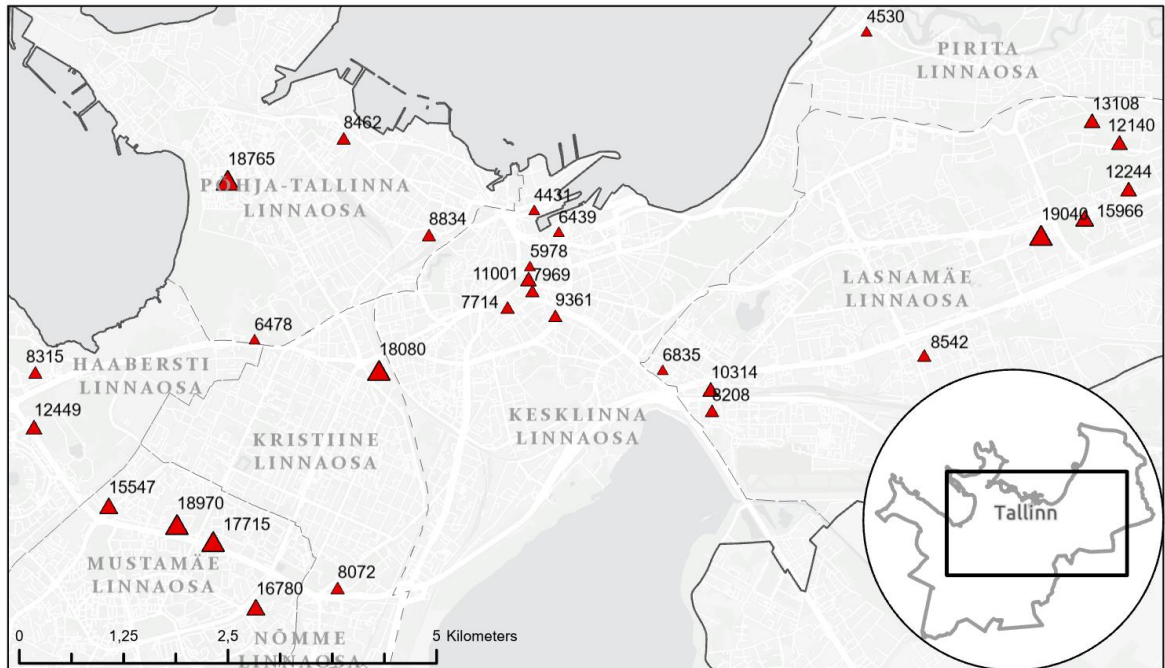 4530
PIRITA
LINNAOSA
13108
12140
8462
18765
POHJA-TALLINNA
LINNAOSA
12244
4431
6439
19040
15966
8834
5978
11001
7969
7714
9361
LASNAMÄE
LINNAOSA
6478
8315
HAABERSTI
LINNAOSA
18080
6835
8542
10314
8208
12449
KESKLINNA
LINNAOSA
KRISTIINE
LINNAOSA
15547
18970
17715
Tallinn
MUSTAMÄE
LINNAOSA
8072
16780
NÕMME
LINNAOSA
0 1,25 2,5 5 Kilometers